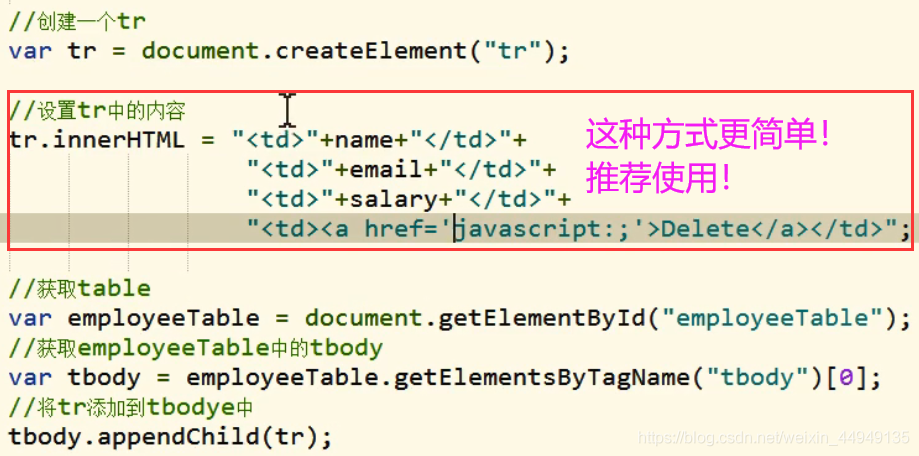 //创建一个tr
var tr = document.createElement("tr");
//设置tr中的内容
tr.innerHTML = "<td>"+name+"</td>"+
"<td>"+email+"</td>"+
"<td>"+salary+"</td>"+
"<td><a href='javascript:;'>Delete</a></td>";
这种方式更简单！
推荐使用！
//获取table
var employeeTable = document.getElementById("employeeTable");
//获取employeeTable中的tbody
var tbody = employeeTable.getElementsByTagName("tbody")[0];
//将tr添加到tbodye中
tbody.appendChild(tr);
https://blog.csdn.net/weixin_44949135